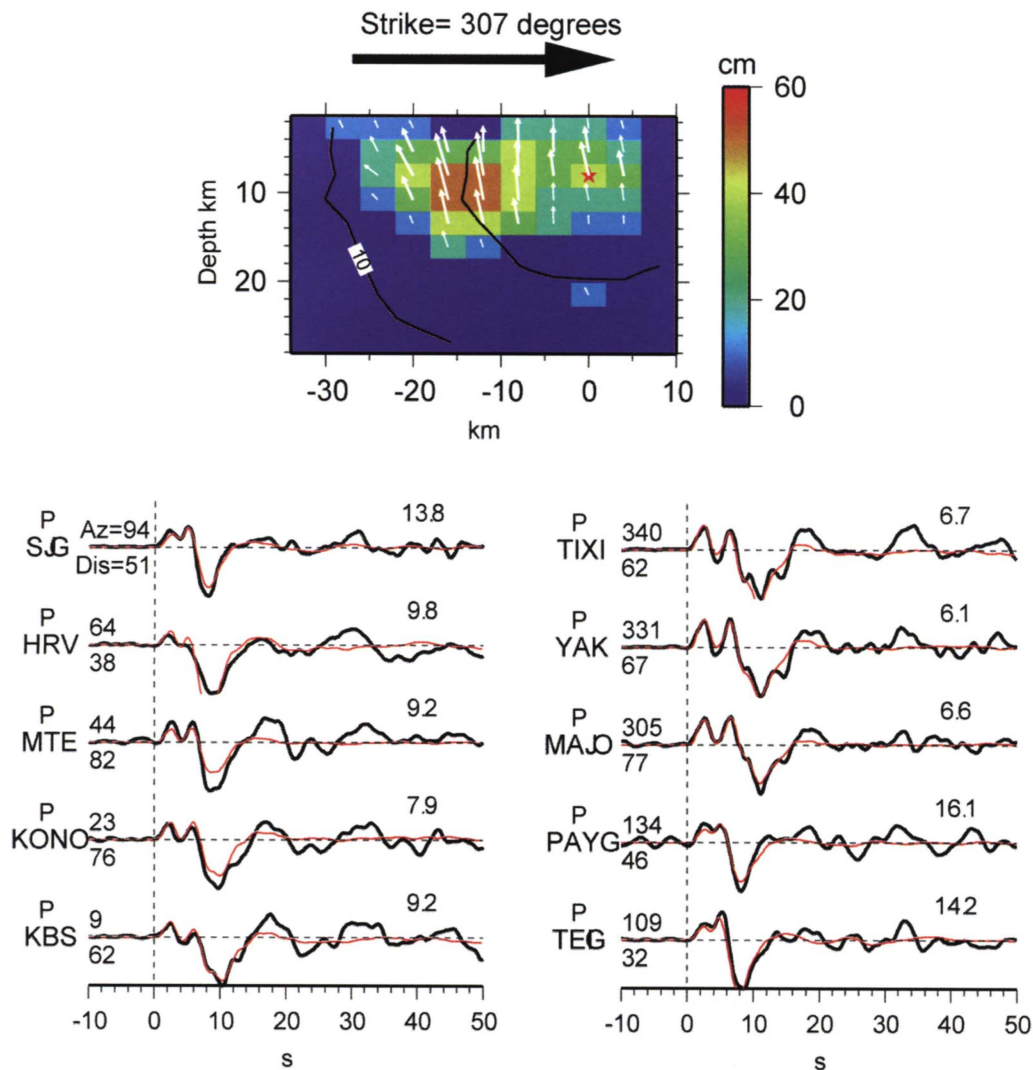 Strike= 307 degrees
cm
60
40
20
0
Depth km
10
20
10
-30 -20 -10 0 10
km
P
SJG
Az=94
Dis=51
13.8
P
HRV
64
38
9.8
P
MTE
44
82
9.2
P
KONO
23
76
7.9
P
KBS
9
62
9.2
-10 0 10 20 30 40 50
s
P
TIXI
340
62
6.7
P
YAK
331
67
6.1
P
MAJO
305
77
6.6
P
PAYG
134
46
16.1
P
TEIG
109
32
14.2
-10 0 10 20 30 40 50
s